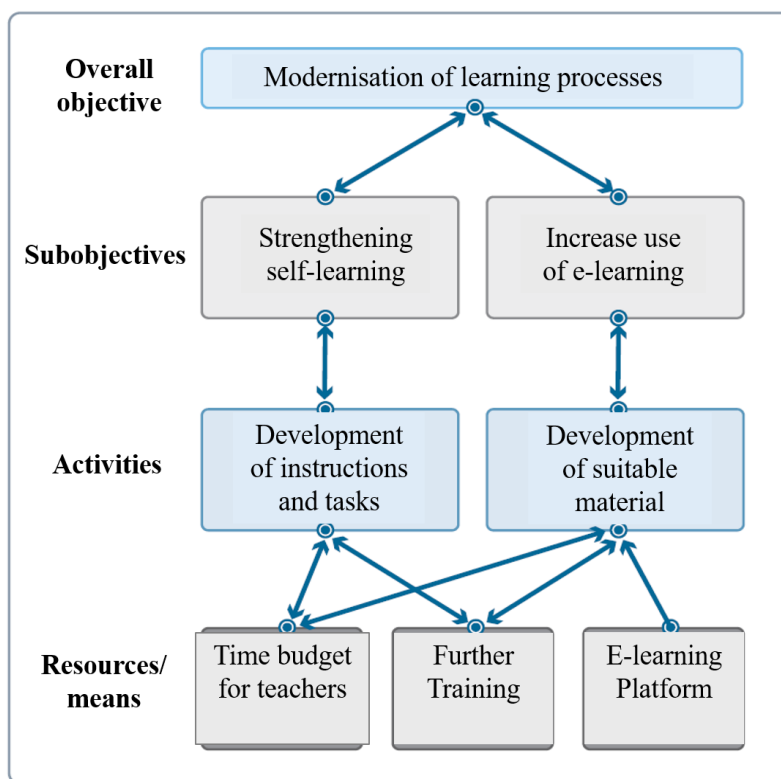 Overall
objective
Modernisation of learning processes
Subobjectives
Strengthening
self-learning
Increase use
of e-learning
Activities
Development
of instructions
and tasks
Development
of suitable
material
Resources/
means
Time budget
for teachers
Further
Training
E-learning
Platform